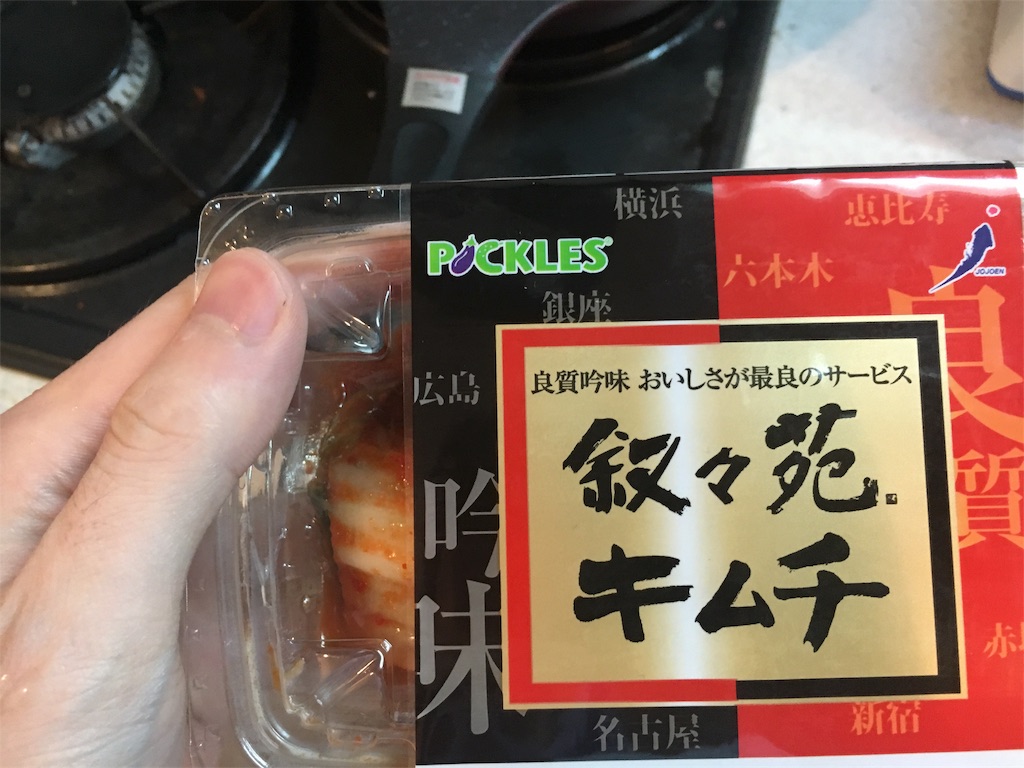 横浜
恵比寿
PICKLES
JOJOEN
六本木
銀座
広島
良質
吟味
良質吟味 おいしさが最良のサービス
叙々苑
キムチ
名古屋
新宿
赤